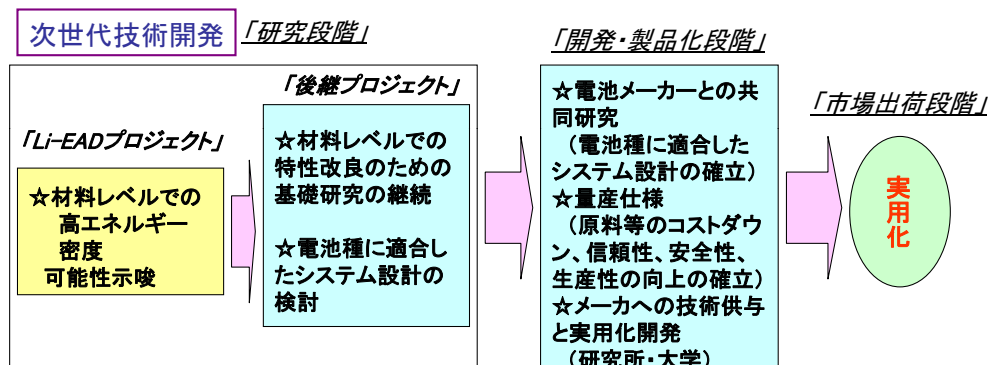 次世代技術開発
「研究段階」
「Li-EADプロジェクト」
☆材料レベルでの
高エネルギー
密度
可能性示唆
「後継プロジェクト」
☆材料レベルでの
特性改良のための
基礎研究の継続
☆電池種に適合し
たシステム設計の
検討
「開発・製品化段階」
☆電池メーカーとの共
同研究
（電池種に適合した
システム設計の確立）
☆量産仕様
（原料等のコストダウ
ン、信頼性、安全性、
生産性の向上の確立）
☆メーカへの技術供与
と実用化開発
（研究所・大学）
「市場出荷段階」
実
用
化